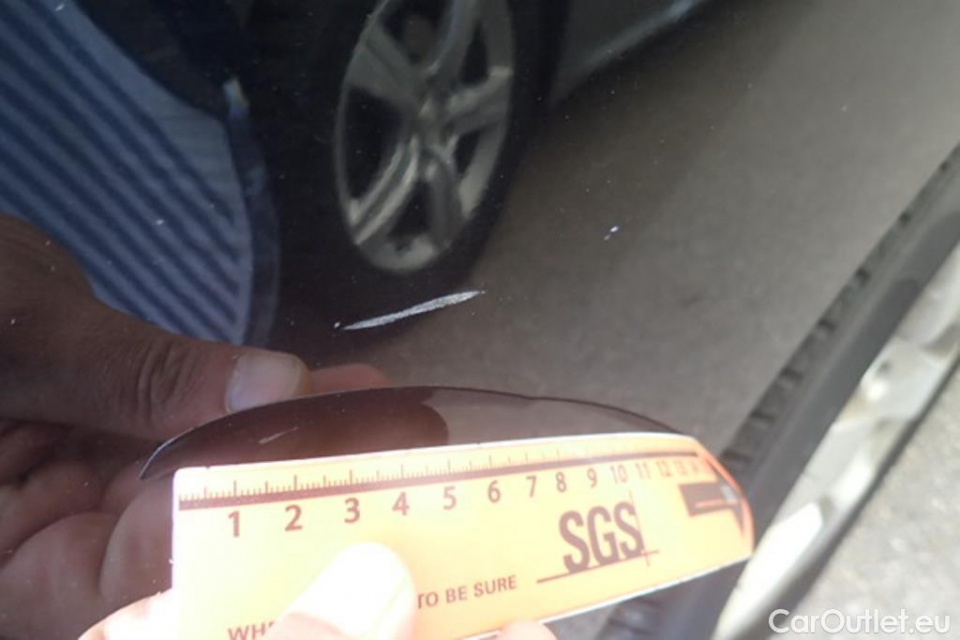 1 2 3 4 5 6 7 8 9 10 11 12 13
SGS
TO BE SURE
CarOutlet.eu